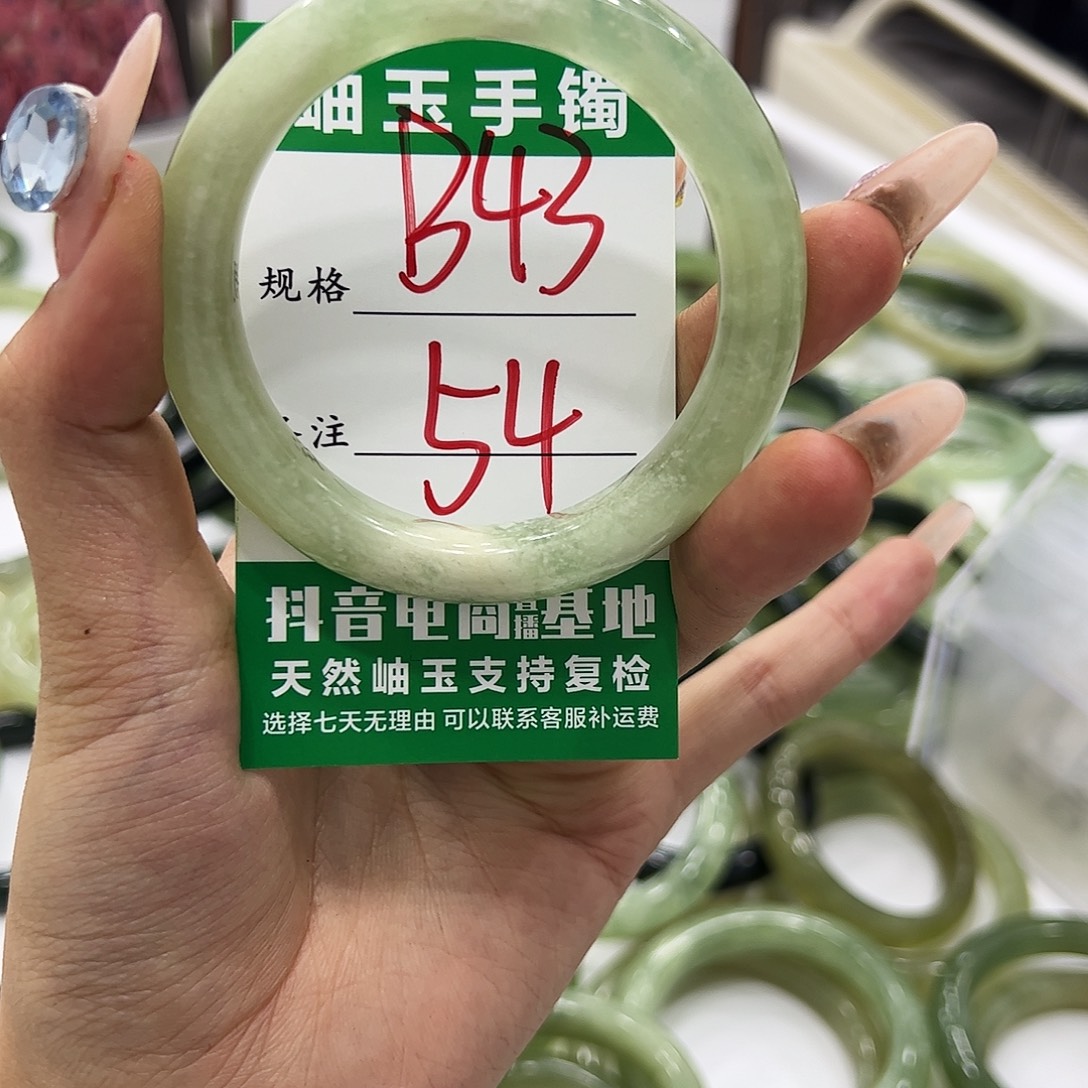 岫玉手镯
B43
规格
54
注
抖音电商直播基地
天然岫玉支持复检
选择七天无理由 可以联系客服补运费